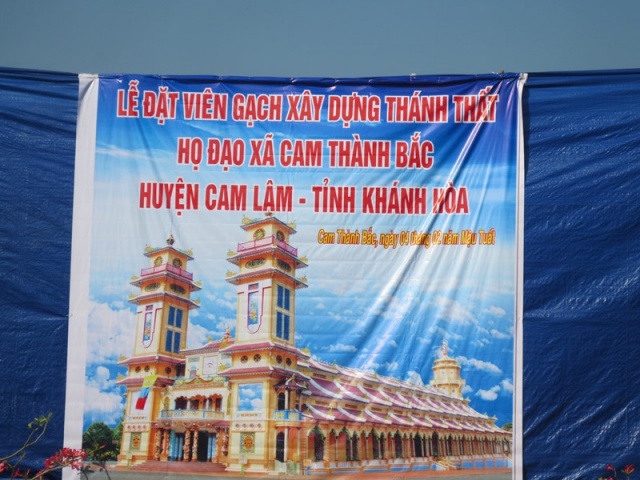 LỄ ĐẶT VIÊN GẠCH XÂY DỰNG THÁNH THẤT
HỌ ĐẠO XÃ CAM THÀNH BẮC
HUYỆN CAM LÂM - TỈNH KHÁNH HÒA
Cam Thành Bắc, ngày 04 tháng năm Mậu Tuất